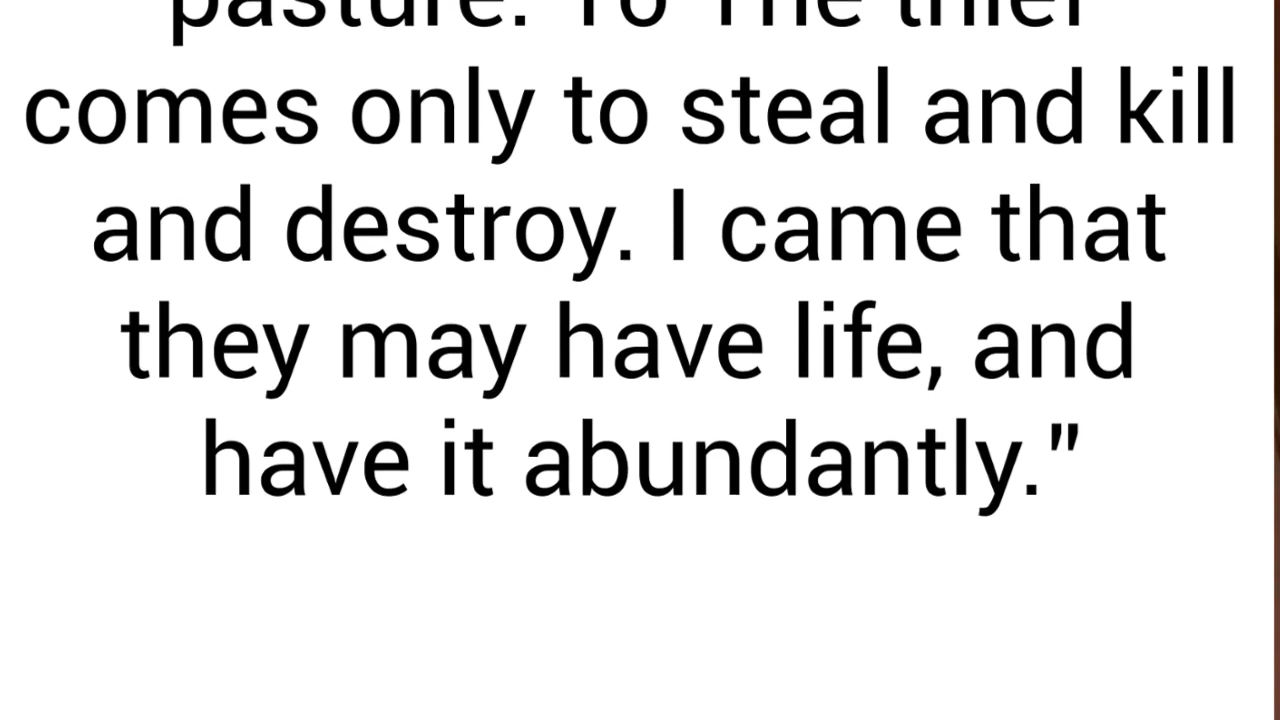 pasture. To The thief
comes only to steal and kill
and destroy. I came that
they may have life, and
have it abundantly."